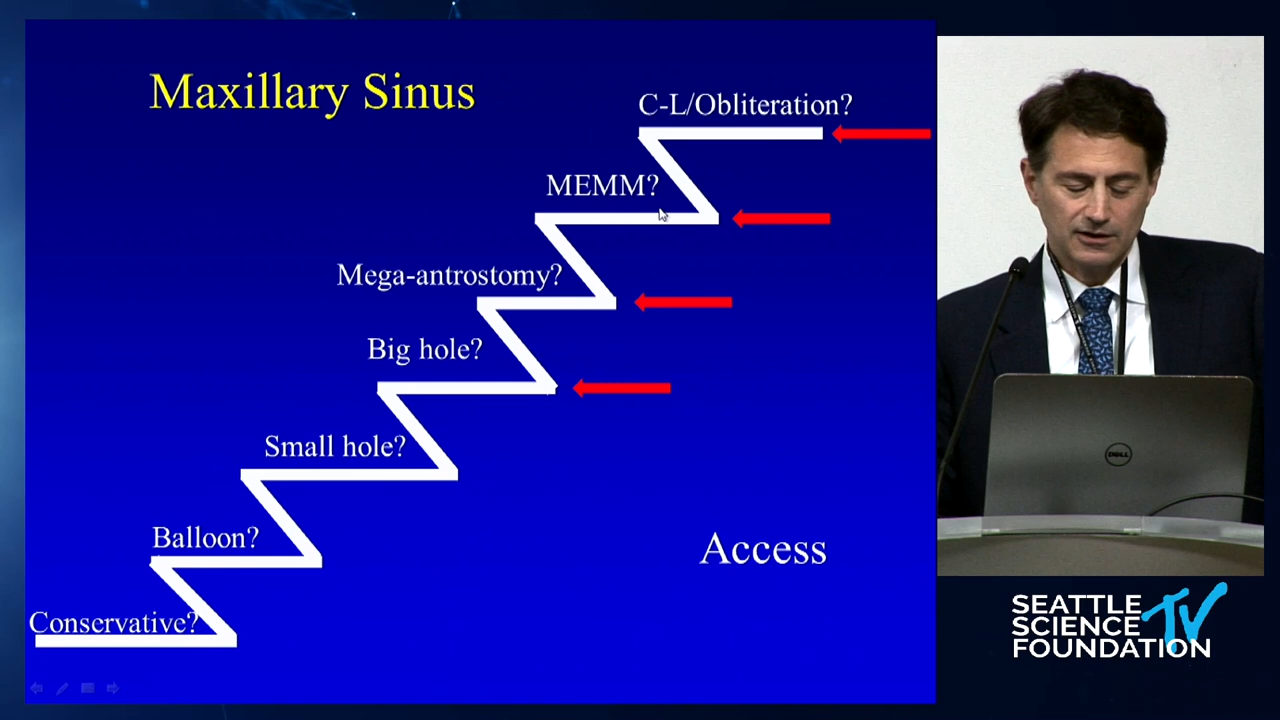 Maxillary Sinus
C-L/Obliteration?
MEMM?
Mega-antrostomy?
Big hole?
Small hole?
Balloon?
Access
Conservative?
DELL
SEATTLE
SCIENCE TV
FOUNDATION